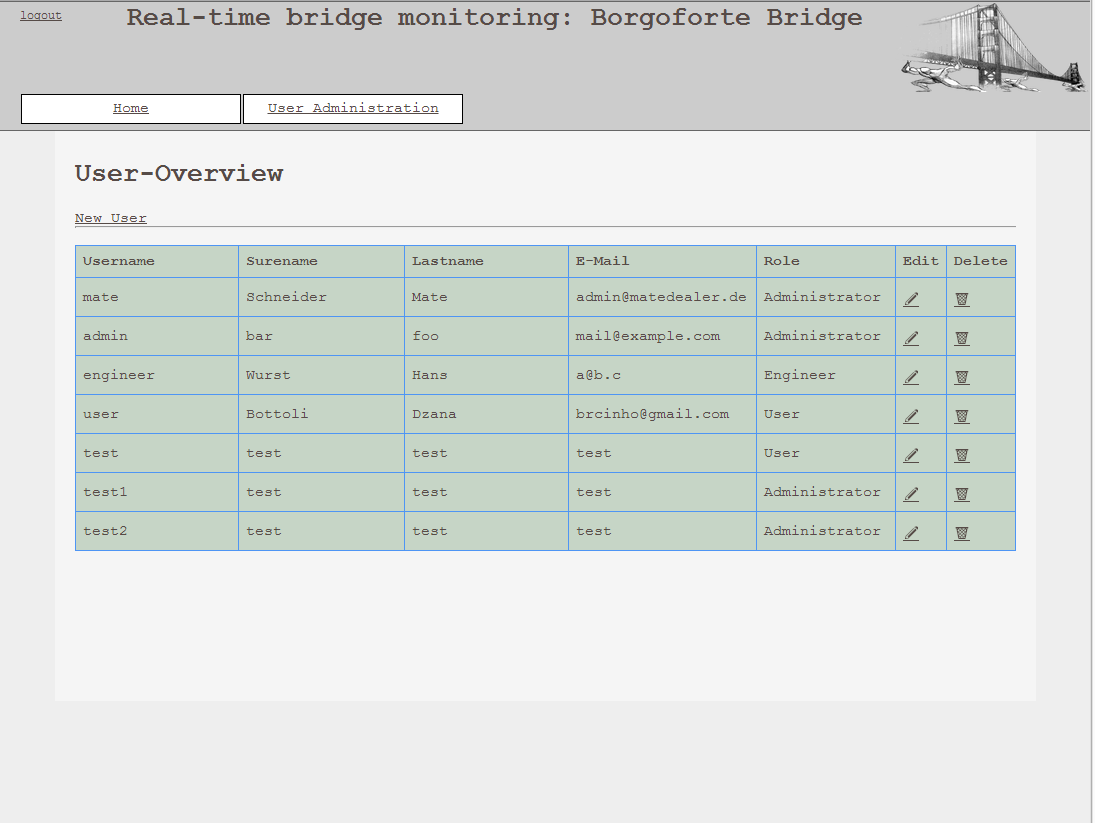 logout
Real-time bridge monitoring: Borgoforte Bridge
Home User Administration
User-Overview
New User
Username Surename Lastname E-Mail Role Edit Delete
mate Schneider Mate admin@matedealer.de Administrator
admin bar foo mail@example.com Administrator
engineer Wurst Hans a@b.c Engineer
user Bottoli Dzana brcinho@gmail.com User
test test test test User
test1 test test test Administrator
test2 test test test Administrator